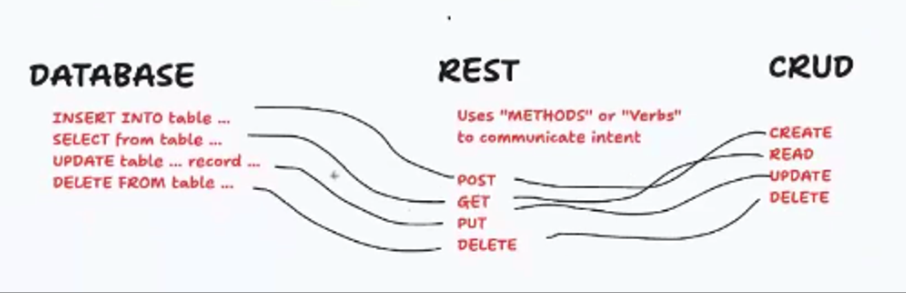 DATABASE
INSERT INTO table ...
SELECT from table ...
UPDATE table ... record ...
DELETE FROM table ...
REST
Uses "METHODS" or "Verbs"
to communicate intent
POST
GET
PUT
DELETE
CRUD
CREATE
READ
UPDATE
DELETE